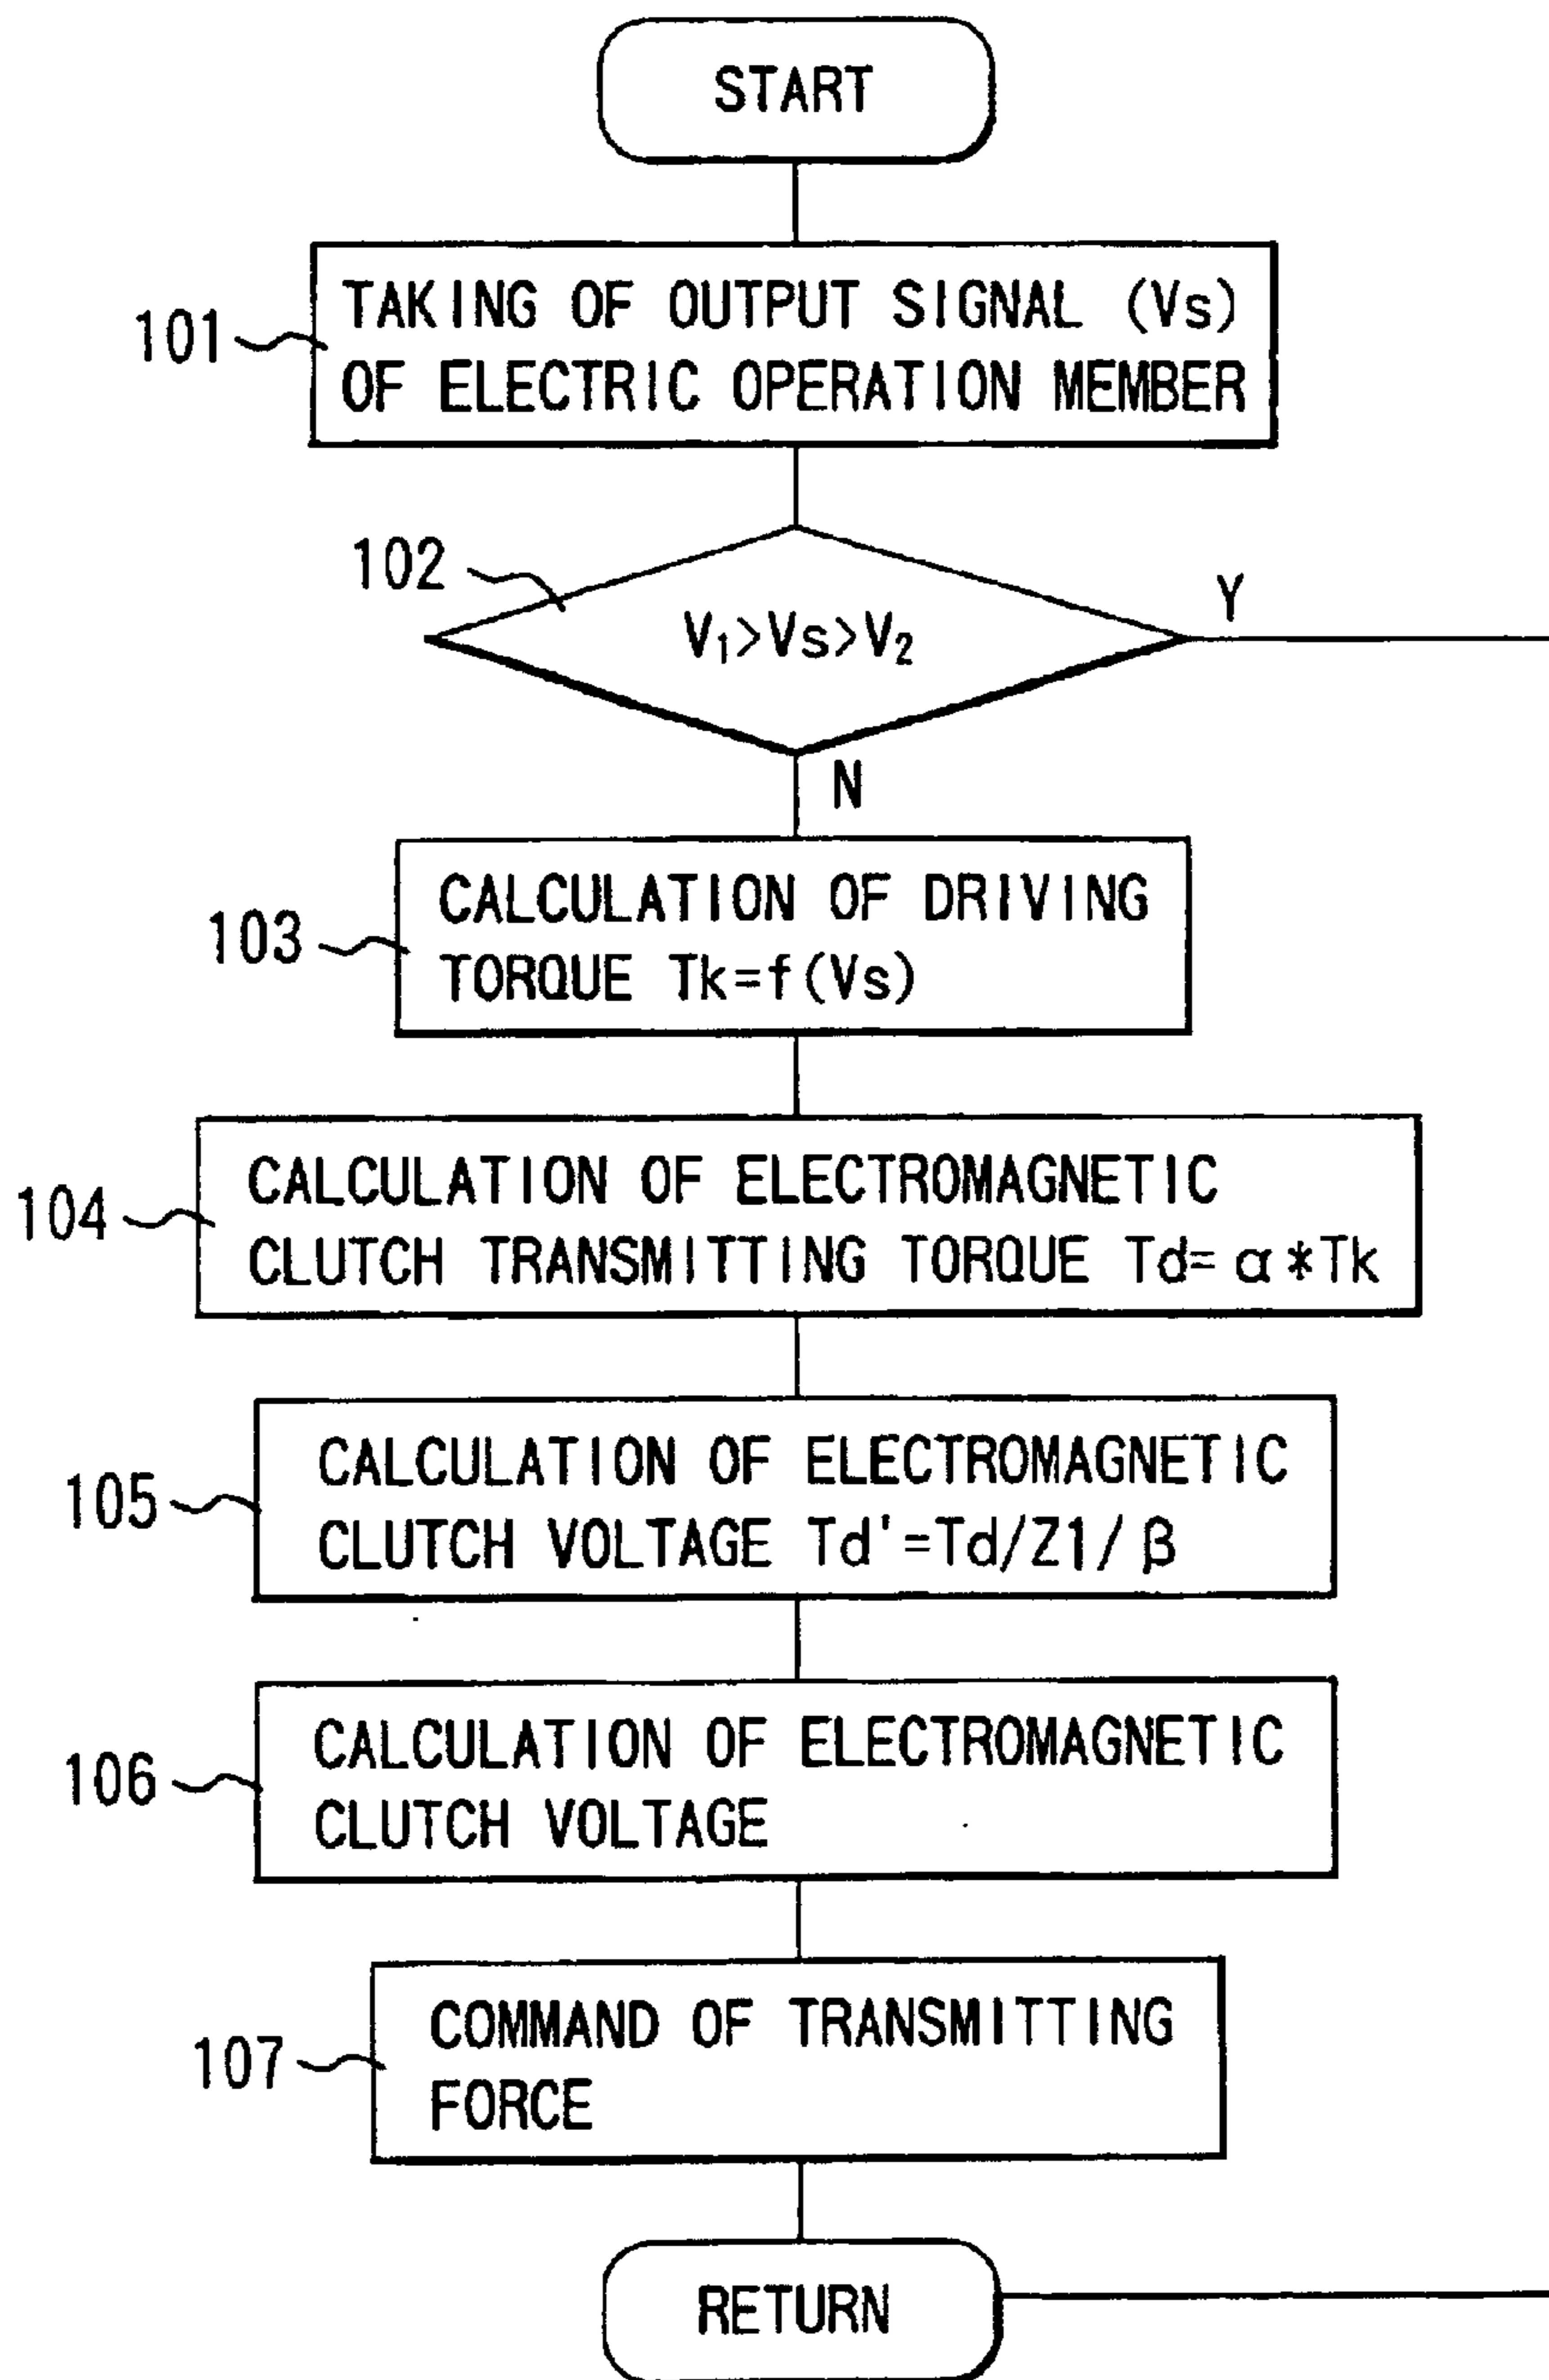 START
101
TAKING OF OUTPUT SIGNAL (Vs)
OF ELECTRIC OPERATION MEMBER
102
V₁>Vs>V₂
Y
N
103
CALCULATION OF DRIVING
TORQUE Tk=f(Vs)
104
CALCULATION OF ELECTROMAGNETIC
CLUTCH TRANSMITTING TORQUE Td=α*Tk
105
CALCULATION OF ELECTROMAGNETIC
CLUTCH VOLTAGE Td'=Td/Z1/β
106
CALCULATION OF ELECTROMAGNETIC
CLUTCH VOLTAGE
107
COMMAND OF TRANSMITTING
FORCE
RETURN